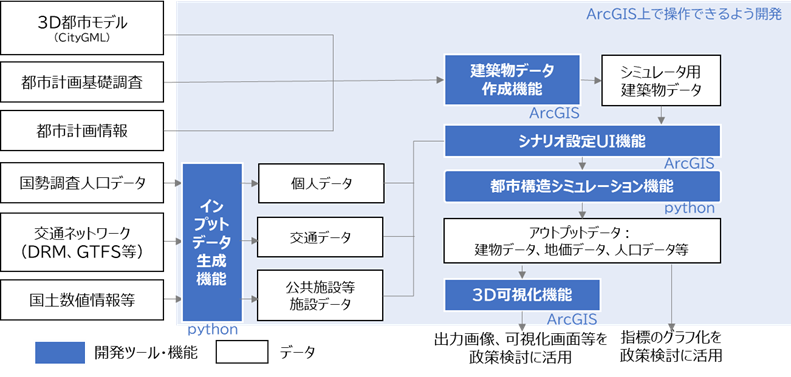 ArcGIS上で操作できるよう開発
3D都市モデル
(CityGML)
都市計画基礎調査
都市計画情報
国勢調査人口データ
交通ネットワーク
(DRM、GTFS等)
国土数値情報等
イン
プット
データ
生成
機能
python
個人データ
交通データ
公共施設等
施設データ
建築物データ
作成機能
ArcGIS
シミュレータ用
建築物データ
シナリオ設定UI機能
ArcGIS
都市構造シミュレーション機能
python
アウトプットデータ：
建物データ、地価データ、人口データ等
3D可視化機能
ArcGIS
出力画像、可視化画面等を
政策検討に活用
指標のグラフ化を
政策検討に活用
開発ツール・機能
データ